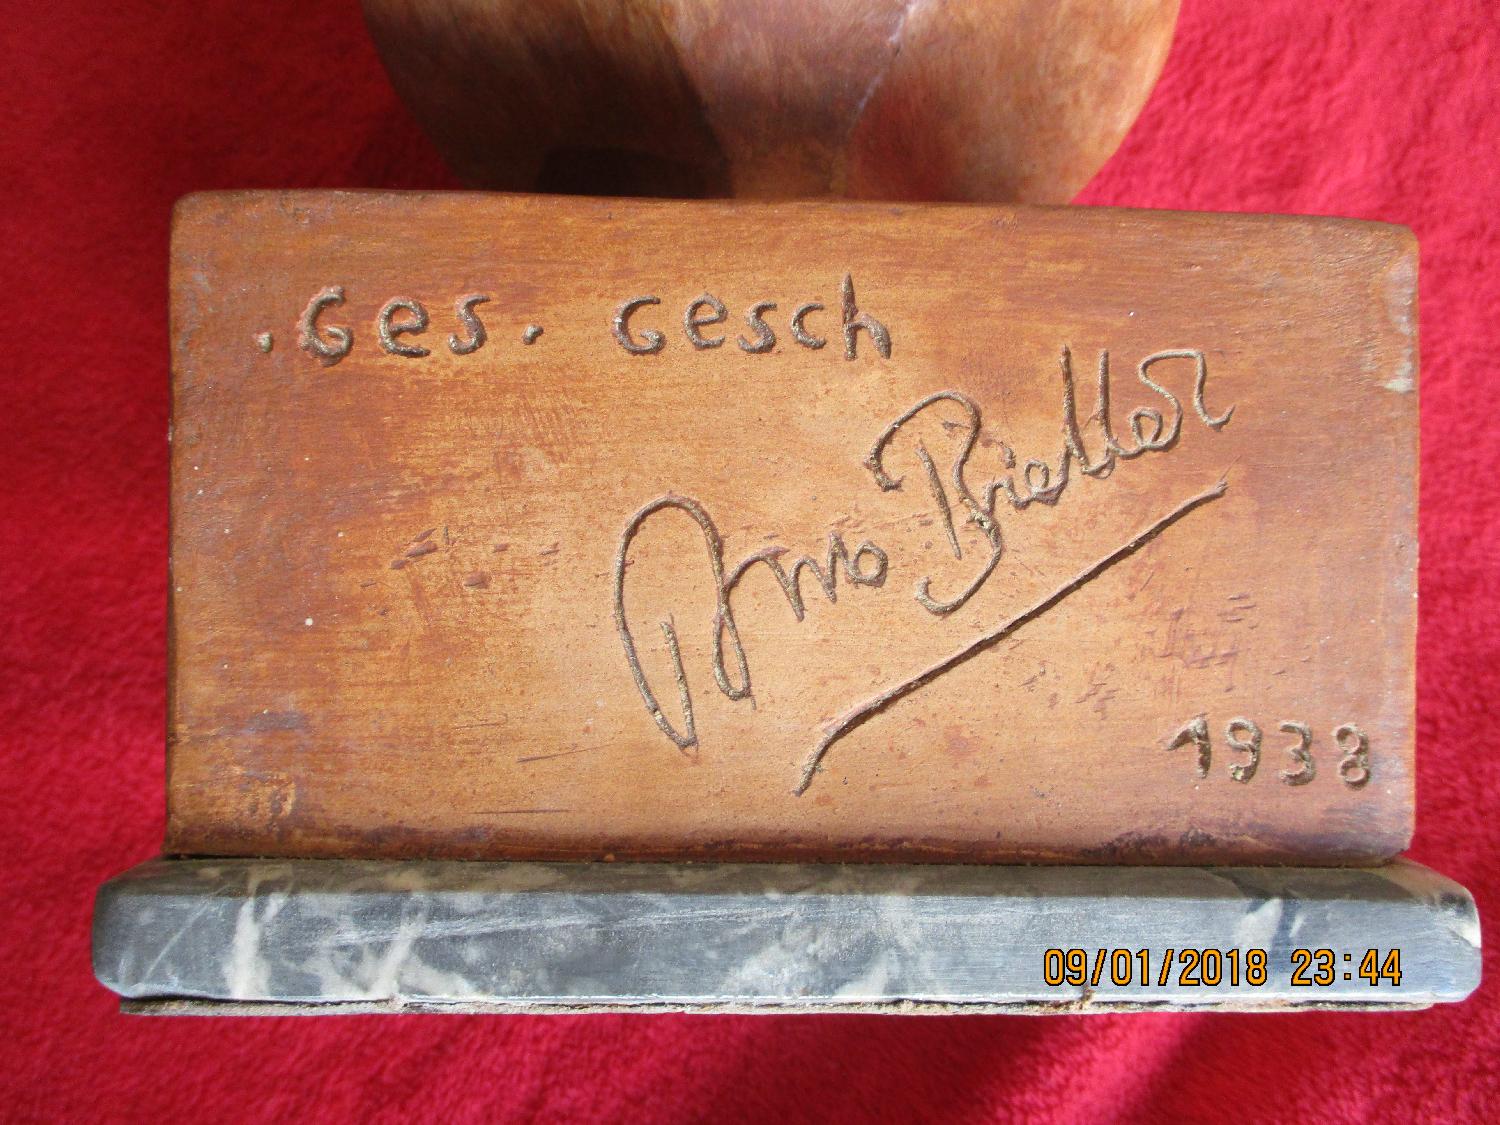 .Ges. Gesch
Arno Breker
1938
09/01/2018 23:44